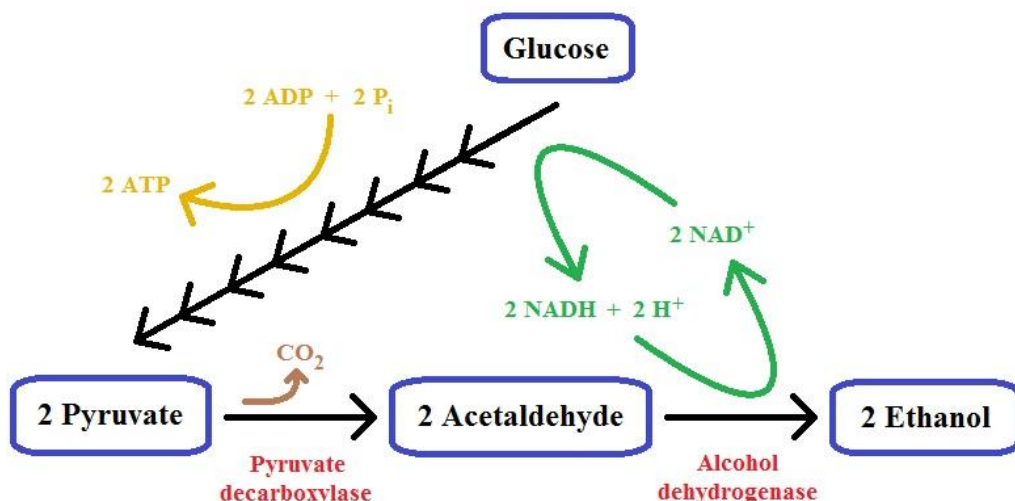 Glucose
2 ADP + 2 Pᵢ
2 ATP
2 NAD⁺
2 NADH + 2 H⁺
CO₂
2 Pyruvate
2 Acetaldehyde
2 Ethanol
Pyruvate
decarboxylase
Alcohol
dehydrogenase